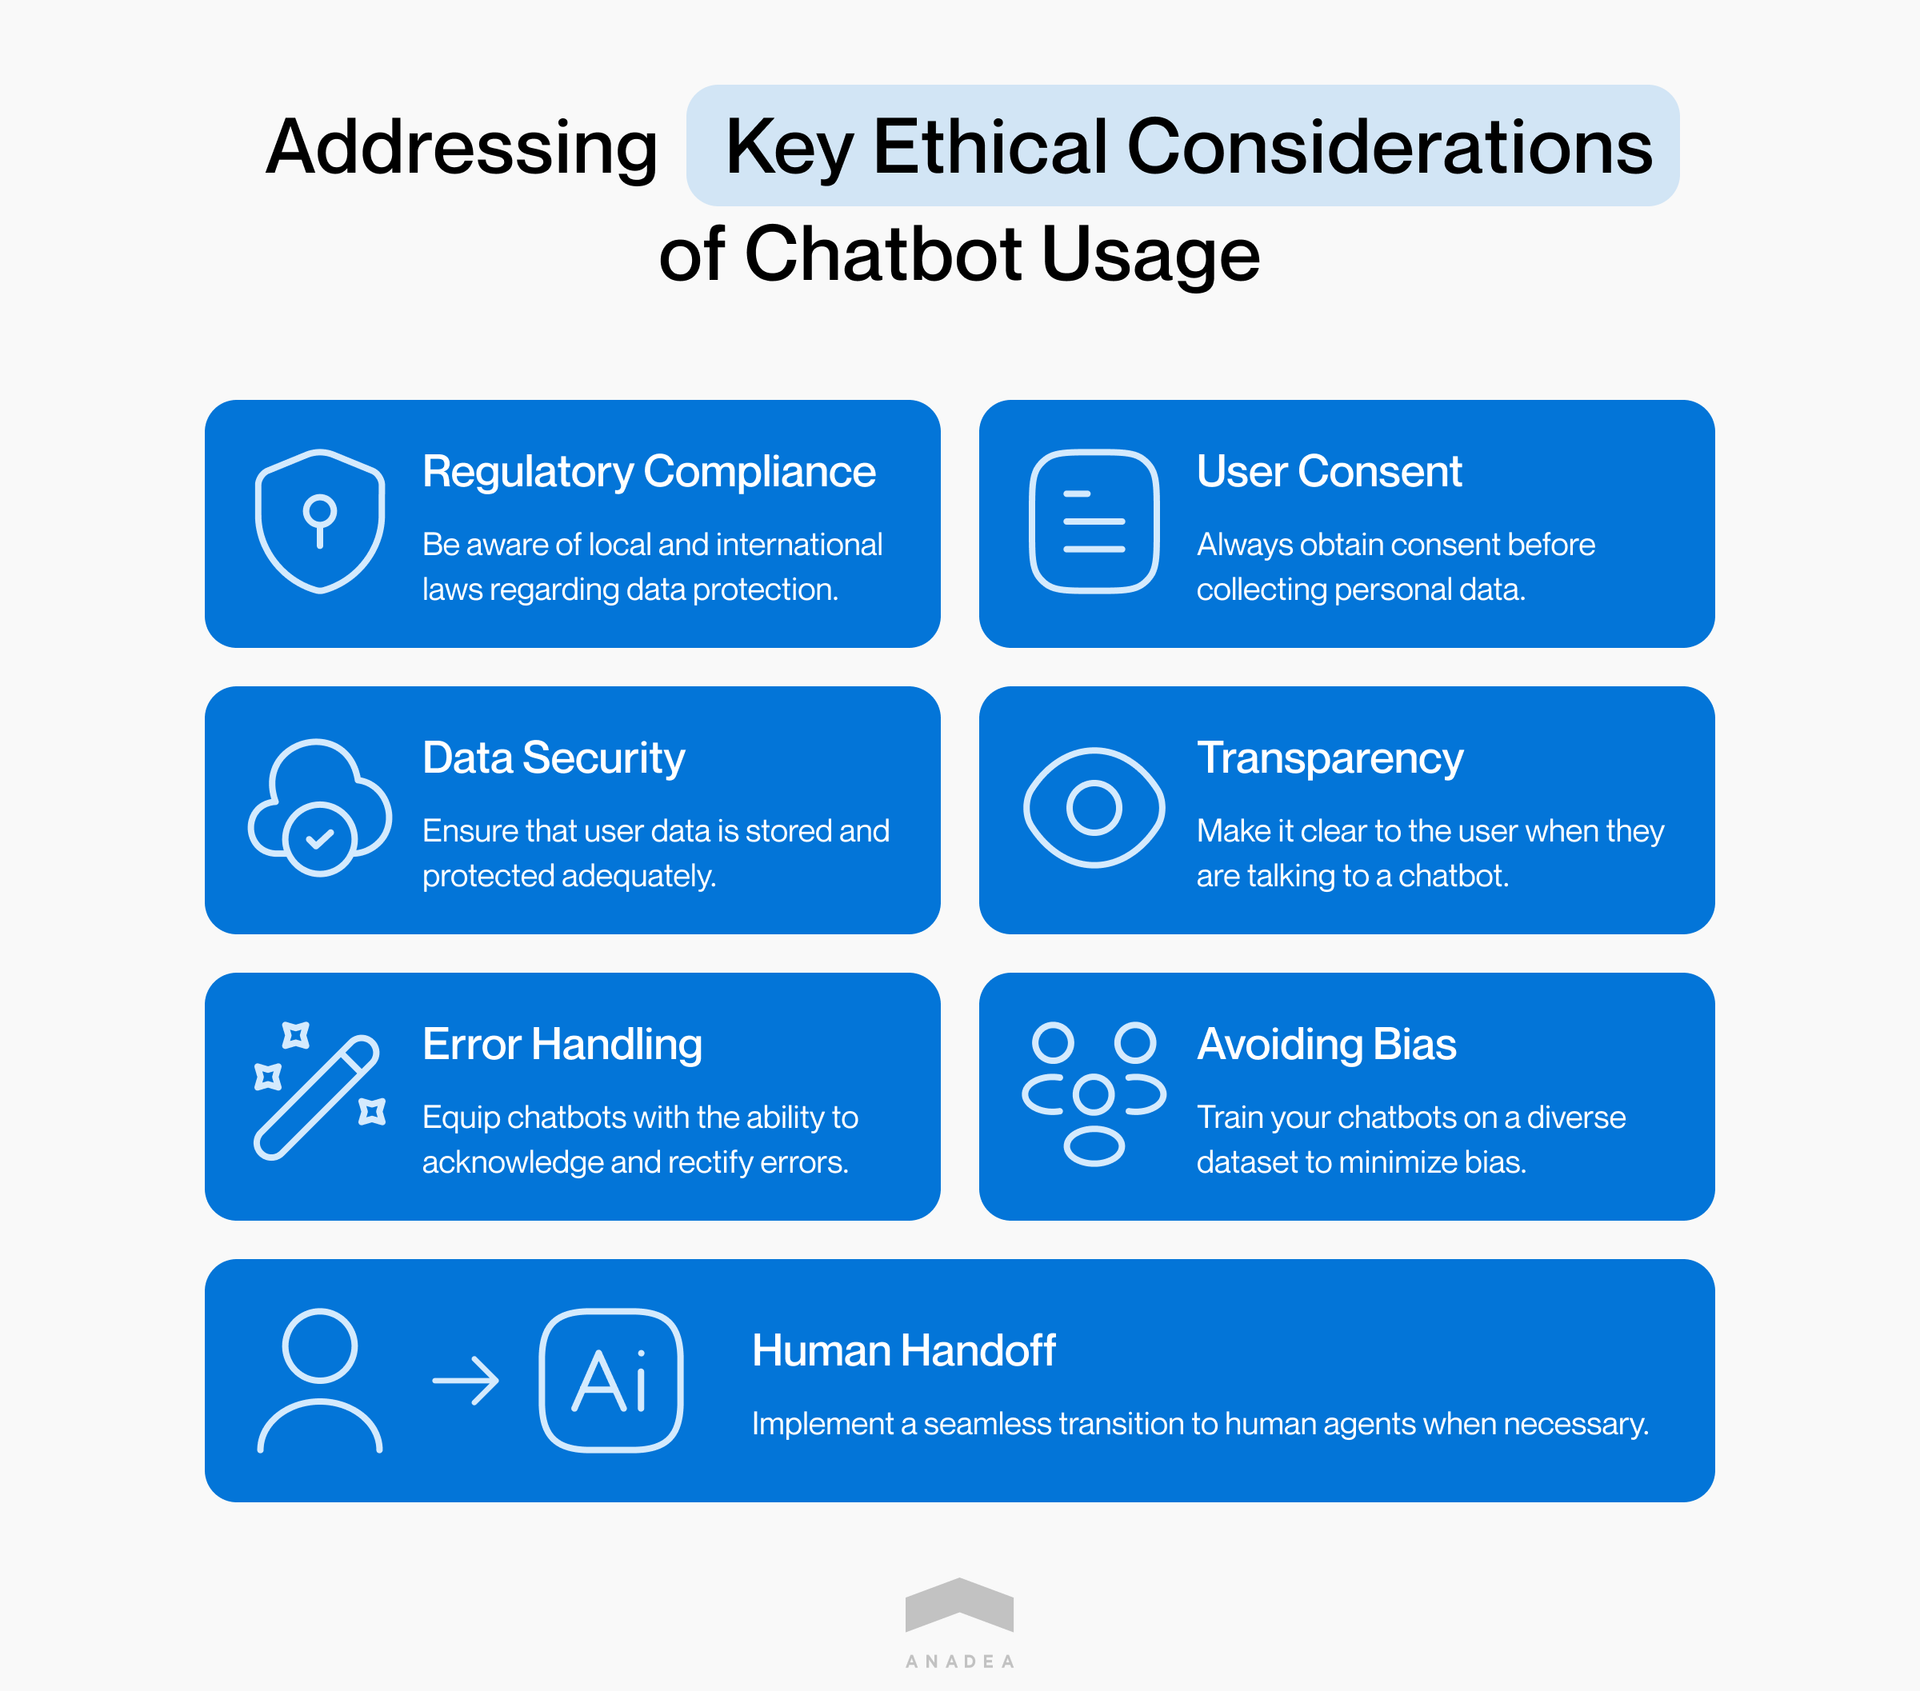 Addressing Key Ethical Considerations
of Chatbot Usage
Regulatory Compliance
Be aware of local and international
laws regarding data protection.
User Consent
Always obtain consent before
collecting personal data.
Data Security
Ensure that user data is stored and
protected adequately.
Transparency
Make it clear to the user when they
are talking to a chatbot.
Error Handling
Equip chatbots with the ability to
acknowledge and rectify errors.
Avoiding Bias
Train your chatbots on a diverse
dataset to minimize bias.
Ai
Human Handoff
Implement a seamless transition to human agents when necessary.
ANADEA